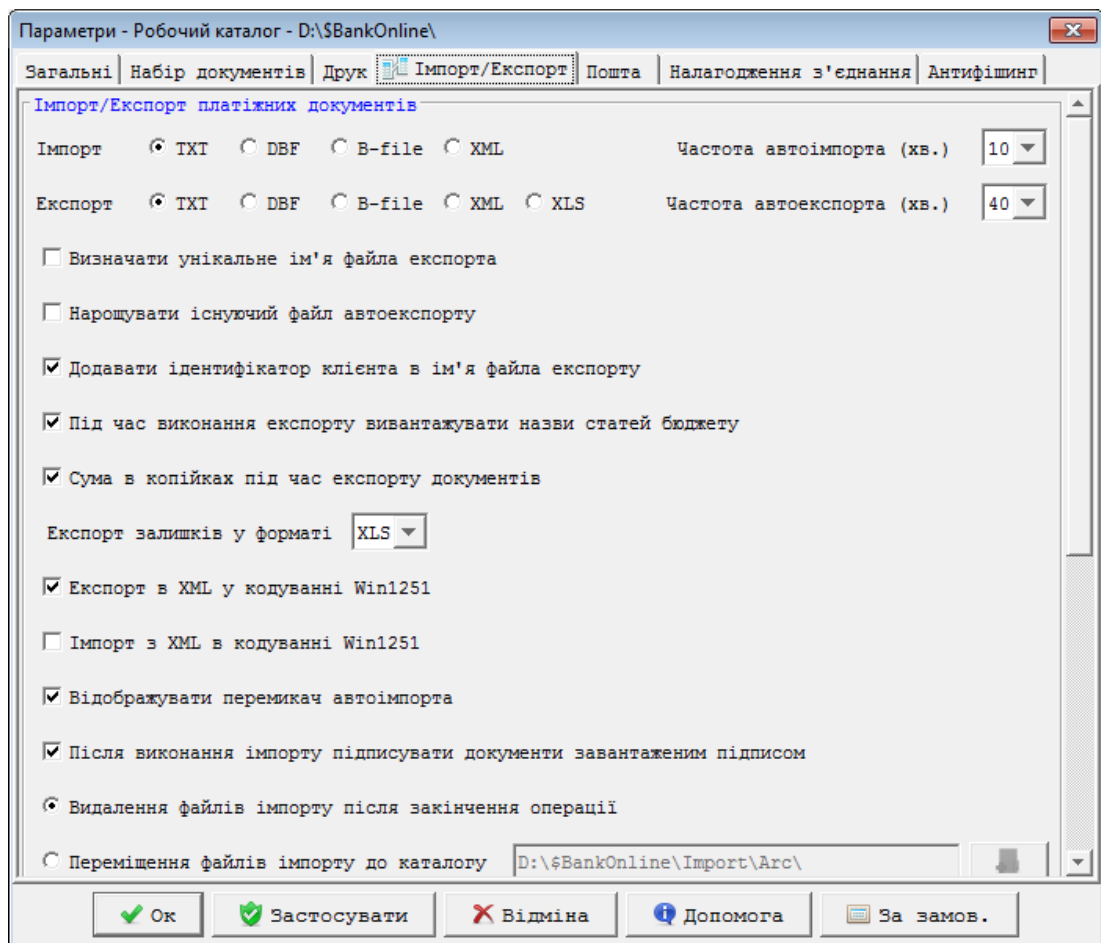 Параметри - Робочий каталог - D:\$BankOnline\
Загальні Набір документів Друк Імпорт/Експорт Пошта Налагодження з'єднання Антифішинг
Імпорт/Експорт платіжних документів
Імпорт TXT DBF B-file XML Частота автоімпорта (хв.) 10
Експорт TXT DBF B-file XML XLS Частота автоекспорта (хв.) 40
Визначати унікальне ім'я файла експорта
Нарощувати існуючий файл автоекспорту
Додавати ідентифікатор клієнта в ім'я файла експорту
Під час виконання експорту вивантажувати назви статей бюджету
Сума в копійках під час експорту документів
Експорт залишків у форматі XLS
Експорт в XML у кодуванні Win1251
Імпорт з XML в кодуванні Win1251
Відображувати перемикач автоімпорта
Після виконання імпорту підписувати документи завантаженим підписом
Видалення файлів імпорту після закінчення операції
Переміщення файлів імпорту до каталогу D:\$BankOnline\Import\Arc\
Ок Застосувати Відміна Допомога За замов.